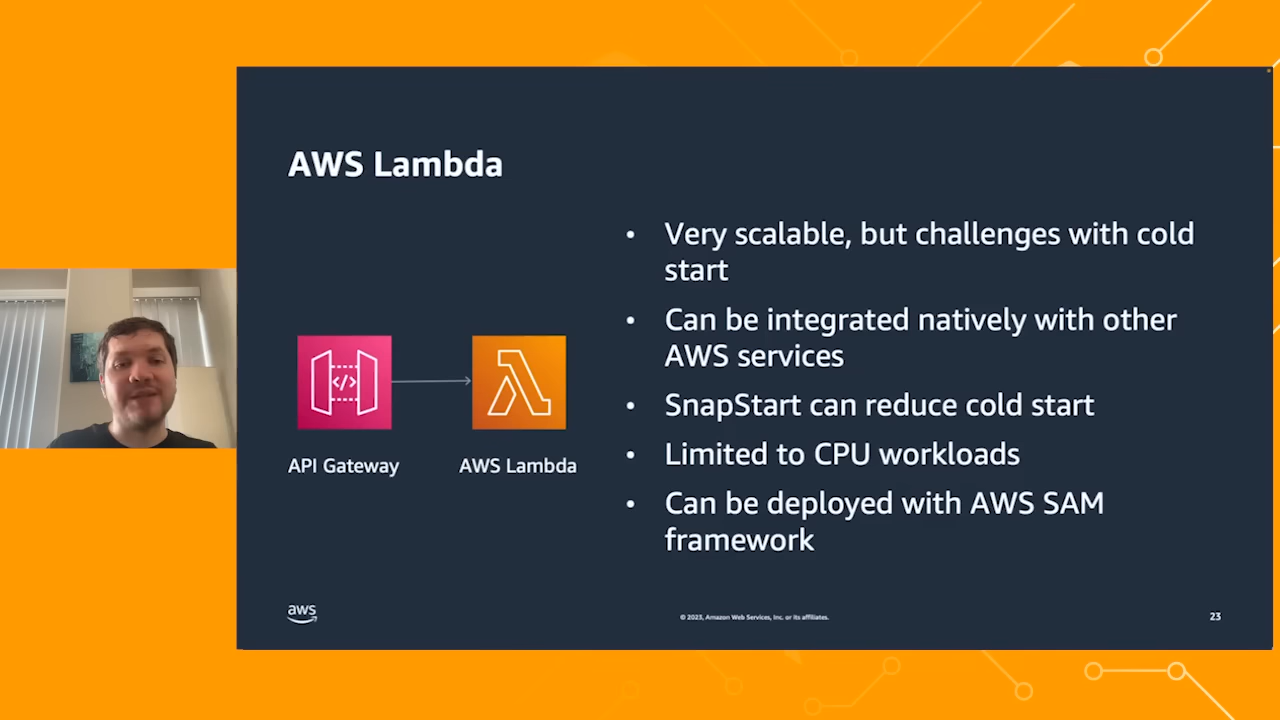 AWS Lambda
• Very scalable, but challenges with cold
start
• Can be integrated natively with other
AWS services
• SnapStart can reduce cold start
• Limited to CPU workloads
• Can be deployed with AWS SAM
framework
</>
API Gateway
AWS Lambda
aws
© 2023, Amazon Web Services, Inc. or its affiliates.
23